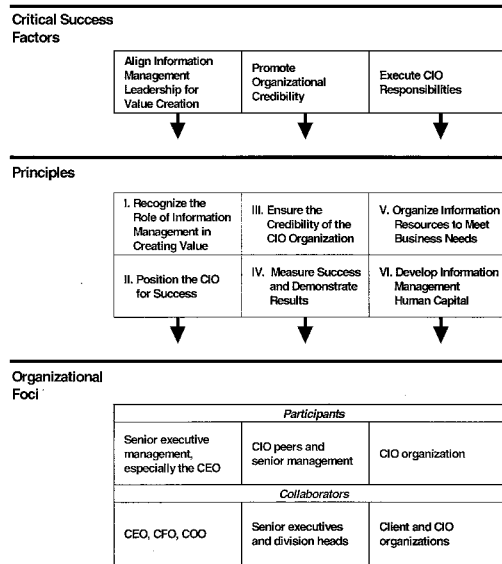 Critical Success
Factors
Align Information
Management
Leadership for
Value Creation
Promote
Organizational
Credibility
Execute CIO
Responsibilities
Principles
I. Recognize the
Role of Information
Management in
Creating Value
III. Ensure the
Credibility of the
CIO Organization
V. Organize Information
Resources to Meet
Business Needs
II. Position the CIO
for Success
IV. Measure Success
and Demonstrate
Results
VI. Develop Information
Management
Human Capital
Organizational
Foci
Participants
Senior executive
management,
especially the CEO
CIO peers and
senior management
CIO organization
Collaborators
CEO, CFO, COO
Senior executives
and division heads
Client and CIO
organizations